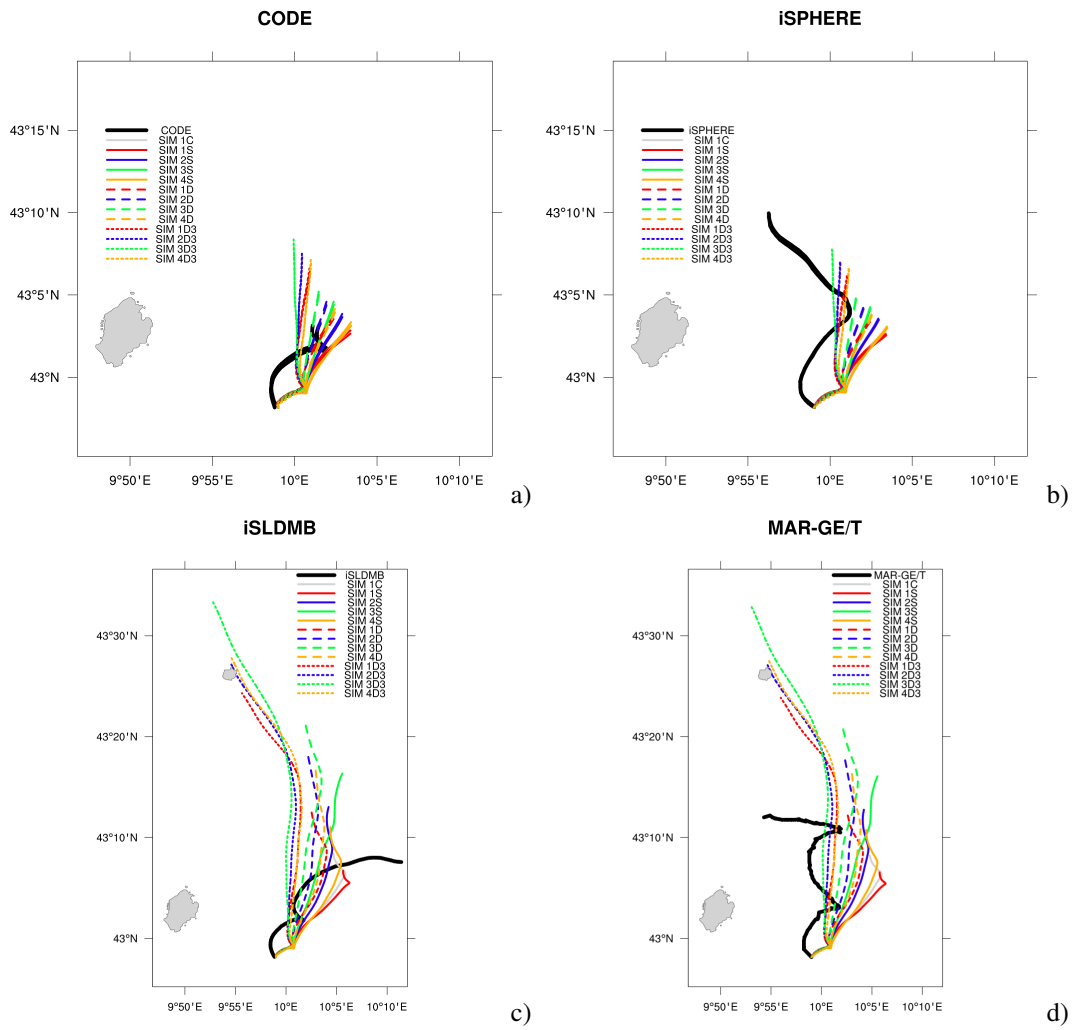 CODE
43°15'N
43°10'N
43°5'N
43°N
CODE
SIM 1C
SIM 1S
SIM 2S
SIM 3S
SIM 4S
SIM 1D
SIM 2D
SIM 3D
SIM 4D
SIM 1D3
SIM 2D3
SIM 3D3
SIM 4D3
9°50'E 9°55'E 10°E 10°5'E 10°10'E
a)
iSPHERE
43°15'N
43°10'N
43°5'N
43°N
iSPHERE
SIM 1C
SIM 1S
SIM 2S
SIM 3S
SIM 4S
SIM 1D
SIM 2D
SIM 3D
SIM 4D
SIM 1D3
SIM 2D3
SIM 3D3
SIM 4D3
9°50'E 9°55'E 10°E 10°5'E 10°10'E
b)
iSLDMB
iSLDMB
SIM 1C
SIM 1S
SIM 2S
SIM 3S
SIM 4S
SIM 1D
SIM 2D
SIM 3D
SIM 4D
SIM 1D3
SIM 2D3
SIM 3D3
SIM 4D3
43°30'N
43°20'N
43°10'N
43°N
9°50'E 9°55'E 10°E 10°5'E 10°10'E
c)
MAR-GE/T
MAR-GE/T
SIM 1C
SIM 1S
SIM 2S
SIM 3S
SIM 4S
SIM 1D
SIM 2D
SIM 3D
SIM 4D
SIM 1D3
SIM 2D3
SIM 3D3
SIM 4D3
43°30'N
43°20'N
43°10'N
43°N
9°50'E 9°55'E 10°E 10°5'E 10°10'E
d)